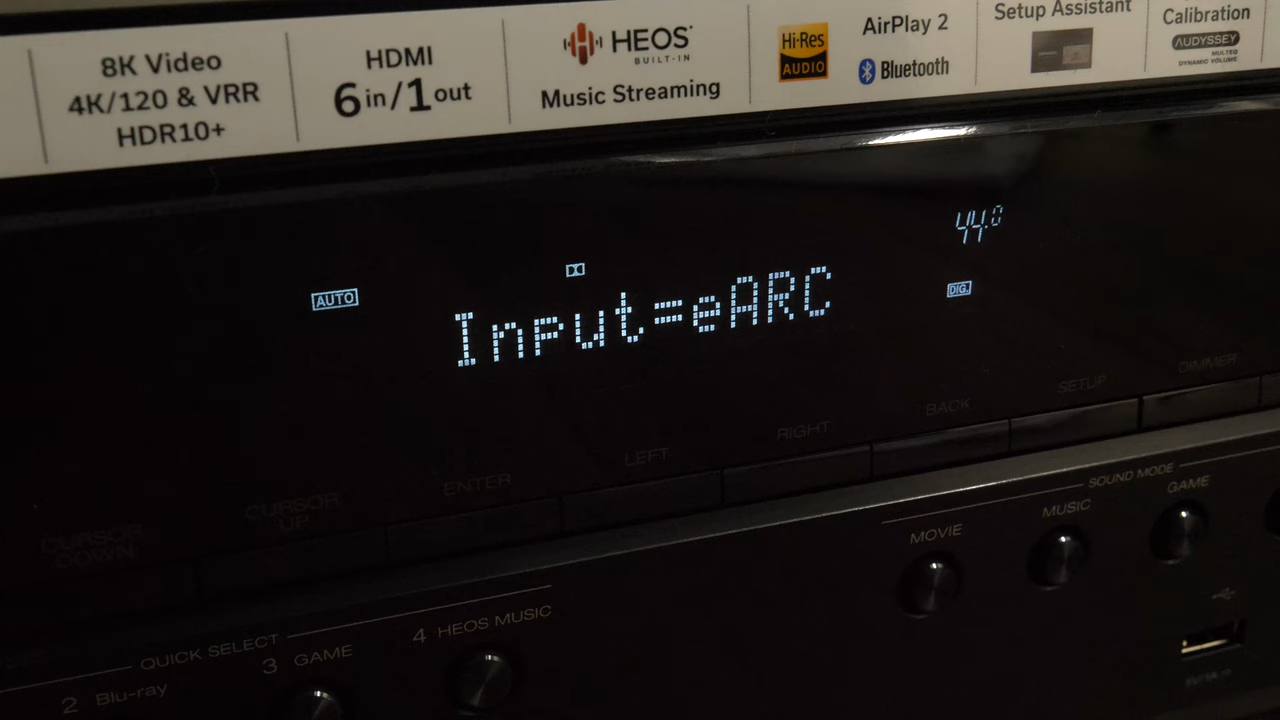 8K Video
4K/120 & VRR
HDR10+
HDMI
6 in/1 out
HEOS
BUILT-IN
Music Streaming
Hi-Res
AUDIO
AirPlay 2
Bluetooth
Setup Assistant
Calibration
AUDYSSEY
MULTEQ
DYNAMIC VOLUME
44.0
AUTO
Input=eARC
DIG.
DIMMER
SETUP
BACK
RIGHT
LEFT
ENTER
CURSOR
UP
CURSOR
DOWN
SOUND MODE
MOVIE
MUSIC
GAME
QUICK SELECT
2 Blu-ray
3 GAME
4 HEOS MUSIC